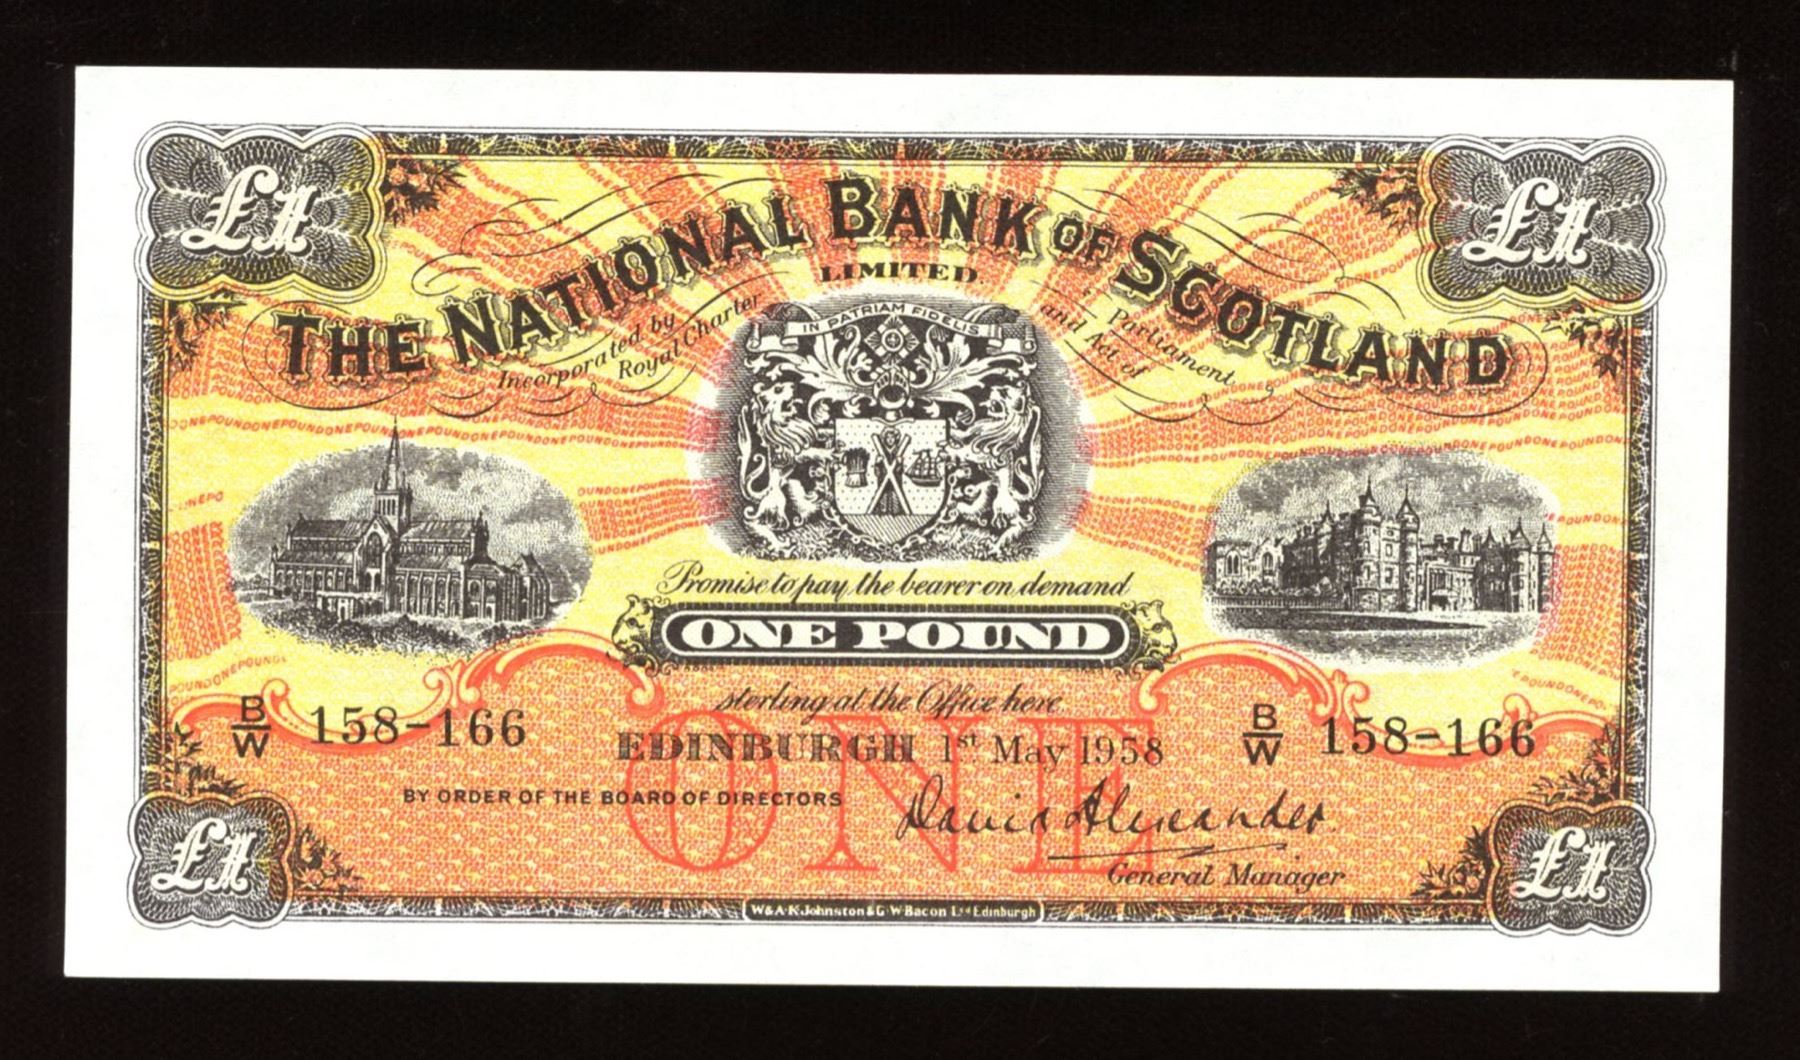 £1 £1
THE NATIONAL BANK OF SCOTLAND
LIMITED.
Incorporated by Royal Charter
and Act of Parliament.
IN PATRIAM FIDELIS
Promise to pay the bearer on demand
ONE POUND
sterling at the Office here.
B/W 158-166
B/W 158-166
EDINBURGH 1st May 1958
ONE
BY ORDER OF THE BOARD OF DIRECTORS
David Alexander
General Manager
£1 £1
W & A·K·Johnston & G·W·Bacon Ltd Edinburgh